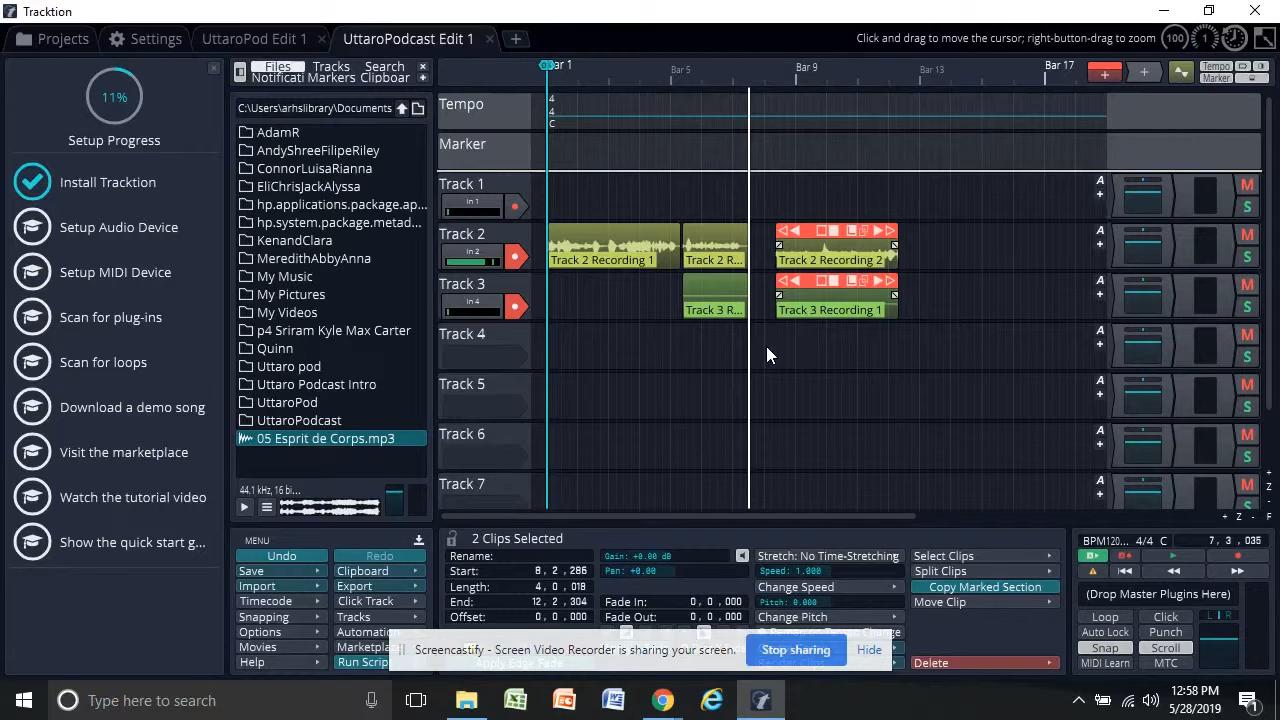 Tracktion
Projects
Settings
UttaroPod Edit 1
UttaroPodcast Edit 1
Click and drag to move the cursor; right-button-drag to zoom
100
1
11%
Setup Progress
Install Tracktion
Setup Audio Device
Setup MIDI Device
Scan for plug-ins
Scan for loops
Download a demo song
Visit the marketplace
Watch the tutorial video
Show the quick start g...
Files Tracks Search
Notificati Markers Clipboar
C:\Users\arhslibrary\Documents
AdamR
AndyShreeFilipeRiley
ConnorLuisaRianna
EliChrisJackAlyssa
hp.applications.package.ap...
hp.system.package.metad...
KenandClara
MeredithAbbyAnna
My Music
My Pictures
My Videos
p4 Sriram Kyle Max Carter
Quinn
Uttaro pod
Uttaro Podcast Intro
UttaroPod
UttaroPodcast
05 Esprit de Corps.mp3
44.1 kHz, 16 bi...
Bar 1 Bar 5 Bar 9 Bar 13 Bar 17
Tempo
Marker
Tempo
4
4
C
Marker
Track 1
in 1
A
M
S
Track 2
in 2
Track 2 Recording 1
Track 2 R...
Track 2 Recording 2
A
M
S
Track 3
in 4
Track 3 R...
Track 3 Recording 1
A
M
S
Track 4
A
M
S
Track 5
A
M
S
Track 6
A
M
S
Track 7
A
M
S
+ Z - F
+ Z -
MENU
Undo Redo
Save Clipboard
Import Export
Timecode Click Track
Snapping Tracks
Options Automation
Movies Marketplac
Help Run Scrip
2 Clips Selected
Rename:
Start: 8, 2, 286
Length: 4, 0, 018
End: 12, 2, 304
Offset: 0, 0, 000
Gain: +0.00 dB
Pan: +0.00
Fade In: 0, 0, 000
Fade Out: 0, 0, 000
Stretch: No Time-Stretching
Speed: 1.000
Change Speed
Pitch: 0.000
Change Pitch
Select Clips
Split Clips
Copy Marked Section
Move Clip
Delete
Apply Edge Fade
Screencastify - Screen Video Recorder is sharing your screen.
Stop sharing
Hide
BPM120... 4/4 C 7, 3, 035
(Drop Master Plugins Here)
Loop Click
Auto Lock Punch
Snap Scroll
MIDI Learn MTC
L R
Type here to search
12:58 PM
5/28/2019
1